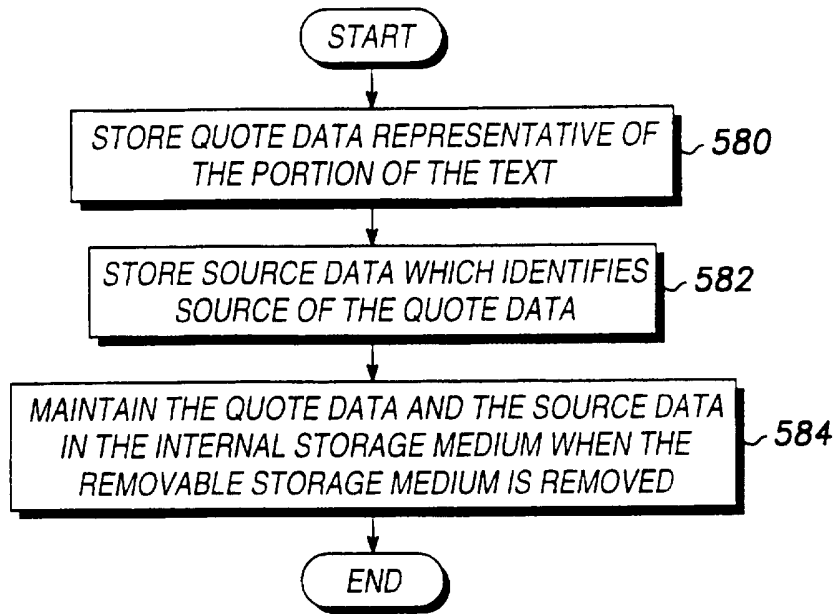 START
STORE QUOTE DATA REPRESENTATIVE OF
THE PORTION OF THE TEXT
580
STORE SOURCE DATA WHICH IDENTIFIES
SOURCE OF THE QUOTE DATA
582
MAINTAIN THE QUOTE DATA AND THE SOURCE DATA
IN THE INTERNAL STORAGE MEDIUM WHEN THE
REMOVABLE STORAGE MEDIUM IS REMOVED
584
END